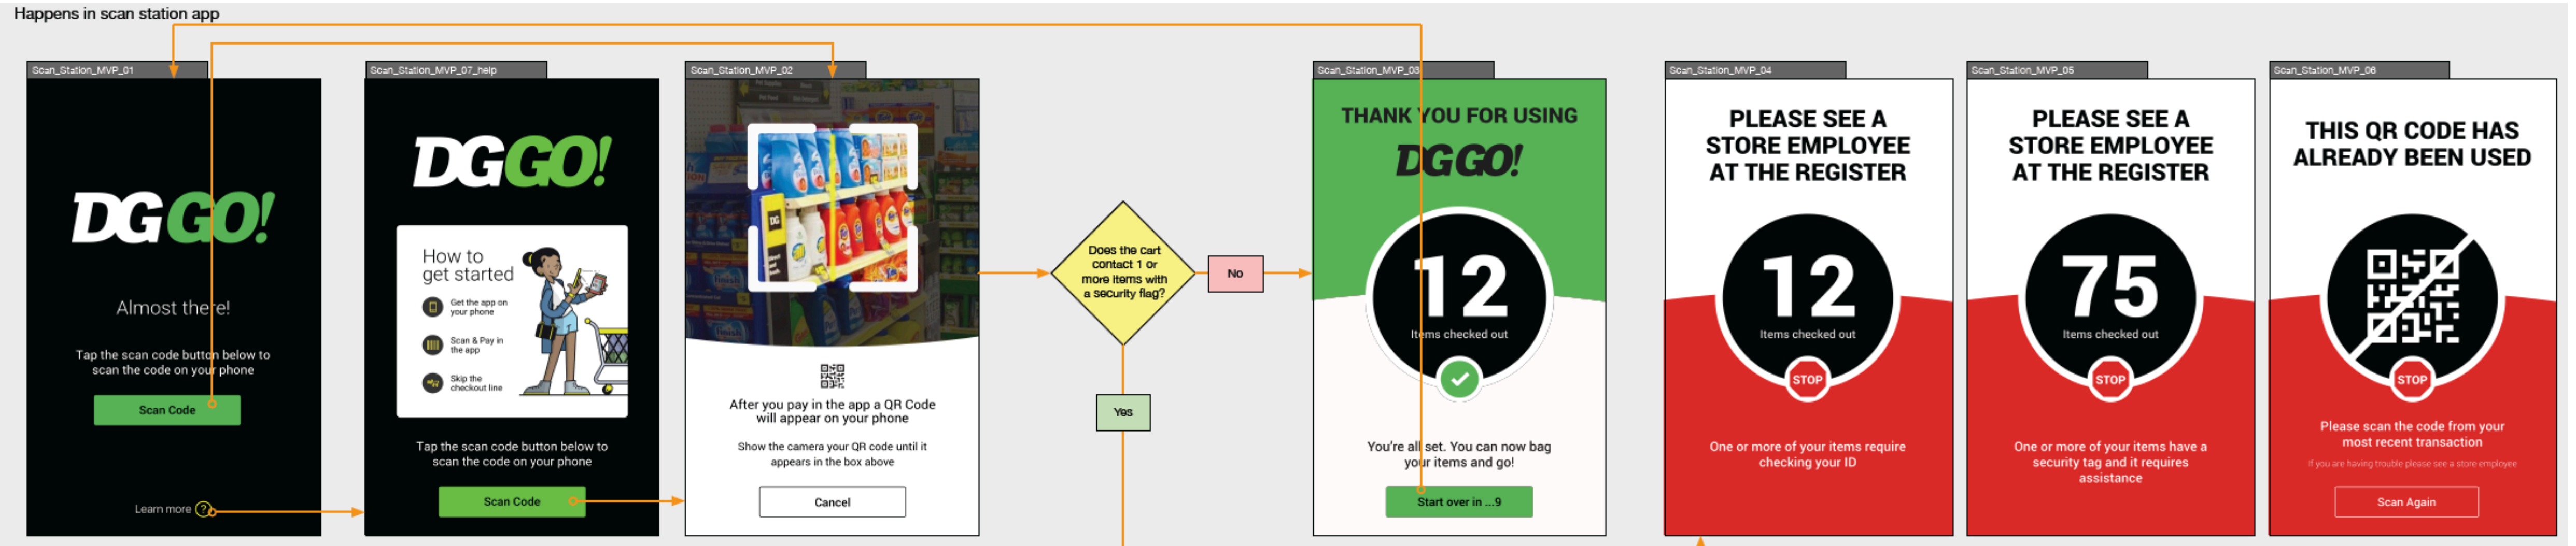 Happens in scan station app
Scan_Station_MVP_01
DGGO!
Almost there!
Tap the scan code button below to
scan the code on your phone
Scan Code
Learn more ?
Scan_Station_MVP_07_help
DGGO!
How to
get started
Get the app on
your phone
Scan & Pay in
the app
Skip the
checkout line
Tap the scan code button below to
scan the code on your phone
Scan Code
Scan_Station_MVP_02
DG
After you pay in the app a QR Code
will appear on your phone
Show the camera your QR code until it
appears in the box above
Cancel
Does the cart
contact 1 or
more items with
a security flag?
No
Yes
Scan_Station_MVP_03
THANK YOU FOR USING
DGGO!
12
Items checked out
You're all set. You can now bag
your items and go!
Start over in ...9
Scan_Station_MVP_04
PLEASE SEE A
STORE EMPLOYEE
AT THE REGISTER
12
Items checked out
STOP
One or more of your items require
checking your ID
Scan_Station_MVP_05
PLEASE SEE A
STORE EMPLOYEE
AT THE REGISTER
75
Items checked out
STOP
One or more of your items have a
security tag and it requires
assistance
Scan_Station_MVP_06
THIS QR CODE HAS
ALREADY BEEN USED
STOP
Please scan the code from your
most recent transaction
If you are having trouble please see a store employee
Scan Again